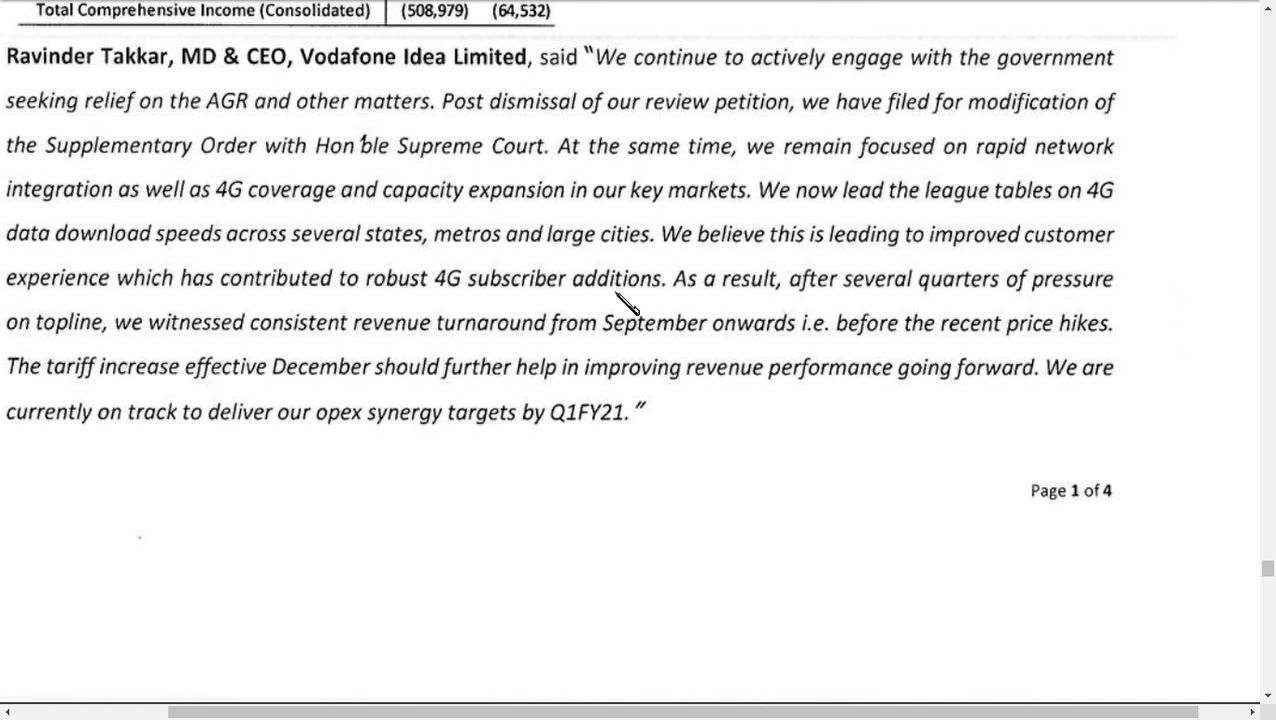 Total Comprehensive Income (Consolidated) (508,979) (64,532)
Ravinder Takkar, MD & CEO, Vodafone Idea Limited, said “We continue to actively engage with the government
seeking relief on the AGR and other matters. Post dismissal of our review petition, we have filed for modification of
the Supplementary Order with Hon‘ble Supreme Court. At the same time, we remain focused on rapid network
integration as well as 4G coverage and capacity expansion in our key markets. We now lead the league tables on 4G
data download speeds across several states, metros and large cities. We believe this is leading to improved customer
experience which has contributed to robust 4G subscriber additions. As a result, after several quarters of pressure
on topline, we witnessed consistent revenue turnaround from September onwards i.e. before the recent price hikes.
The tariff increase effective December should further help in improving revenue performance going forward. We are
currently on track to deliver our opex synergy targets by Q1FY21. ”
Page 1 of 4